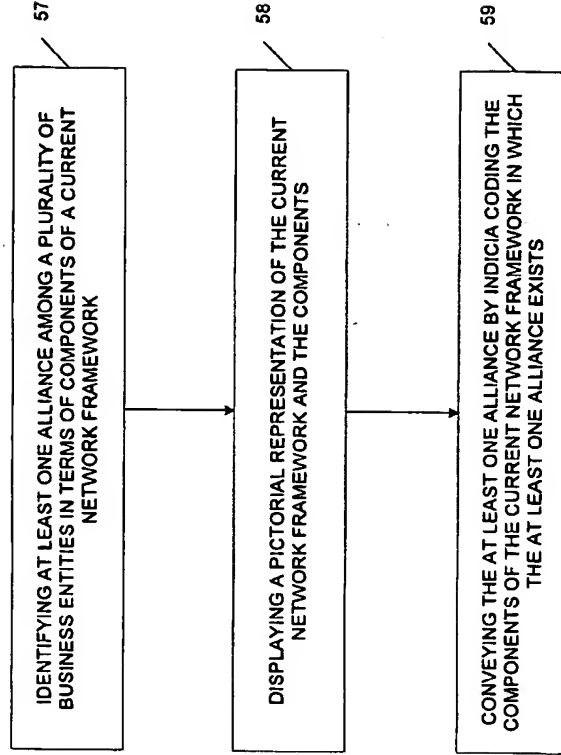 57
IDENTIFYING AT LEAST ONE ALLIANCE AMONG A PLURALITY OF
BUSINESS ENTITIES IN TERMS OF COMPONENTS OF A CURRENT
NETWORK FRAMEWORK
58
DISPLAYING A PICTORIAL REPRESENTATION OF THE CURRENT
NETWORK FRAMEWORK AND THE COMPONENTS
59
CONVEYING THE AT LEAST ONE ALLIANCE BY INDICIA CODING THE
COMPONENTS OF THE CURRENT NETWORK FRAMEWORK IN WHICH
THE AT LEAST ONE ALLIANCE EXISTS